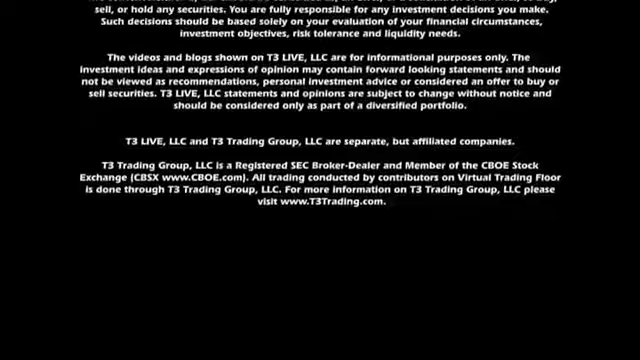 sell, or hold any securities. You are fully responsible for any investment decisions you make.
Such decisions should be based solely on your evaluation of your financial circumstances,
investment objectives, risk tolerance and liquidity needs.
The videos and blogs shown on T3 LIVE, LLC are for informational purposes only. The
investment ideas and expressions of opinion may contain forward looking statements and should
not be viewed as recommendations, personal investment advice or considered an offer to buy or
sell securities. T3 LIVE, LLC statements and opinions are subject to change without notice and
should be considered only as part of a diversified portfolio.
T3 LIVE, LLC and T3 Trading Group, LLC are separate, but affiliated companies.
T3 Trading Group, LLC is a Registered SEC Broker-Dealer and Member of the CBOE Stock
Exchange (CBSX www.CBOE.com). All trading conducted by contributors on Virtual Trading Floor
is done through T3 Trading Group, LLC. For more information on T3 Trading Group, LLC please
visit www.T3Trading.com.